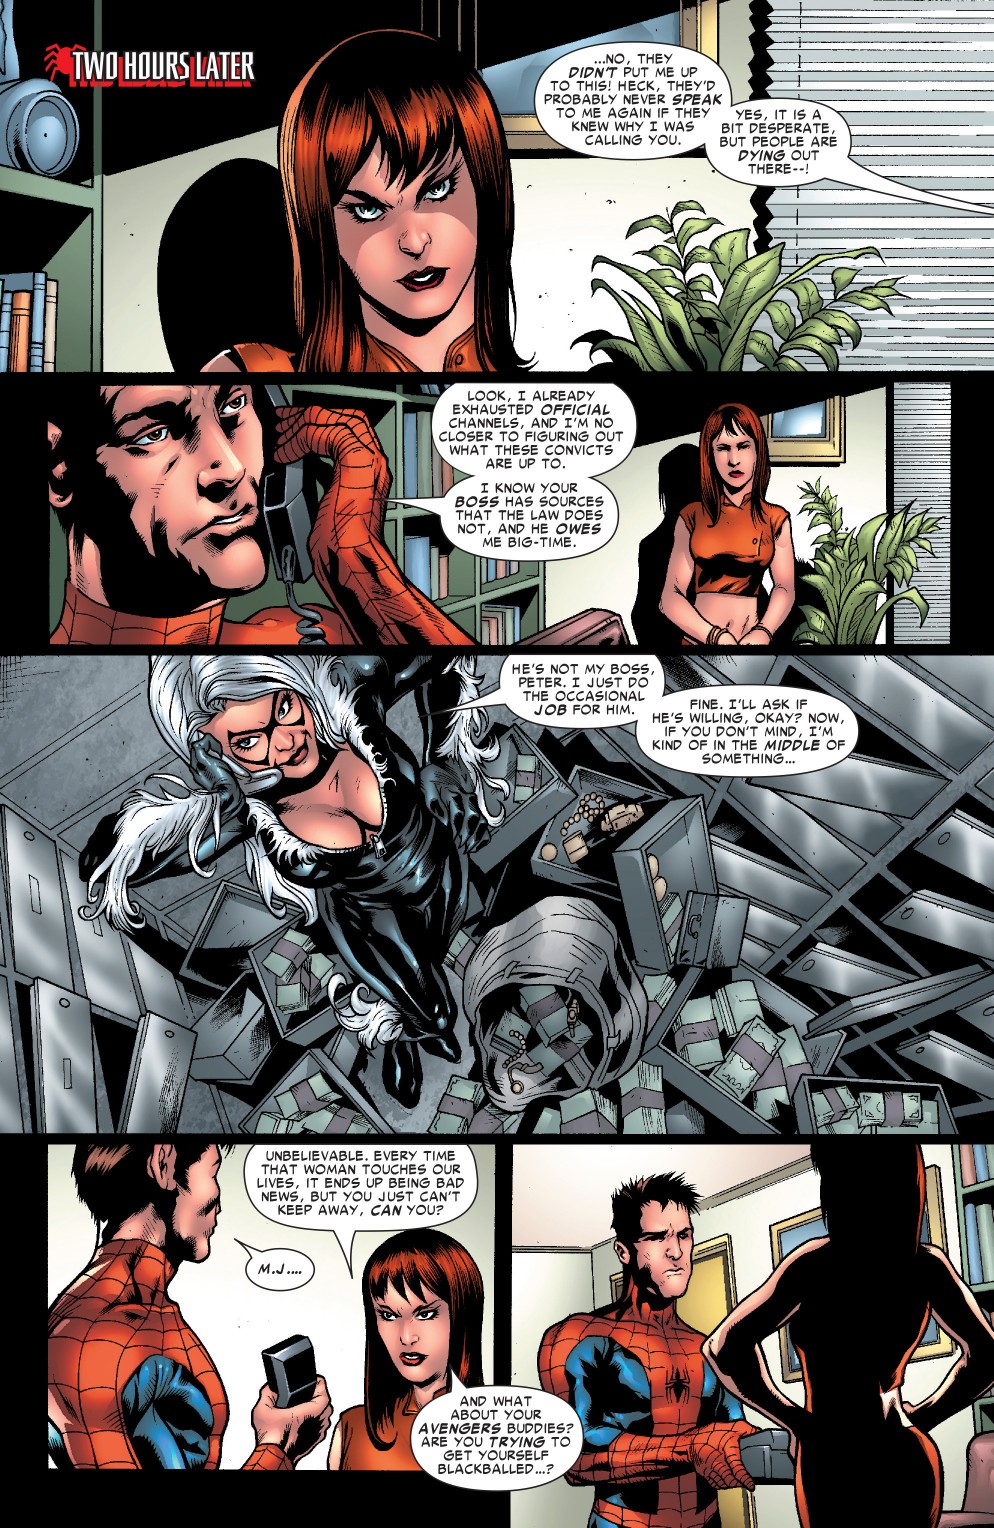 TWO HOURS LATER
...NO, THEY
DIDN'T PUT ME UP
TO THIS! HECK, THEY'D
PROBABLY NEVER SPEAK
TO ME AGAIN IF THEY
KNEW WHY I WAS
CALLING YOU.
YES, IT IS A
BIT DESPERATE,
BUT PEOPLE ARE
DYING OUT
THERE--!
LOOK, I ALREADY
EXHAUSTED OFFICIAL
CHANNELS, AND I'M NO
CLOSER TO FIGURING OUT
WHAT THESE CONVICTS
ARE UP TO.
I KNOW YOUR
BOSS HAS SOURCES
THAT THE LAW DOES
NOT, AND HE OWES
ME BIG-TIME.
HE'S NOT MY BOSS,
PETER. I JUST DO
THE OCCASIONAL
JOB FOR HIM.
FINE. I'LL ASK IF
HE'S WILLING, OKAY? NOW,
IF YOU DON'T MIND, I'M
KIND OF IN THE MIDDLE OF
SOMETHING...
UNBELIEVABLE. EVERY TIME
THAT WOMAN TOUCHES OUR
LIVES, IT ENDS UP BEING BAD
NEWS, BUT YOU JUST CAN'T
KEEP AWAY, CAN YOU?
M.J....
AND WHAT
ABOUT YOUR
AVENGERS BUDDIES?
ARE YOU TRYING TO
GET YOURSELF
BLACKBALLED...?